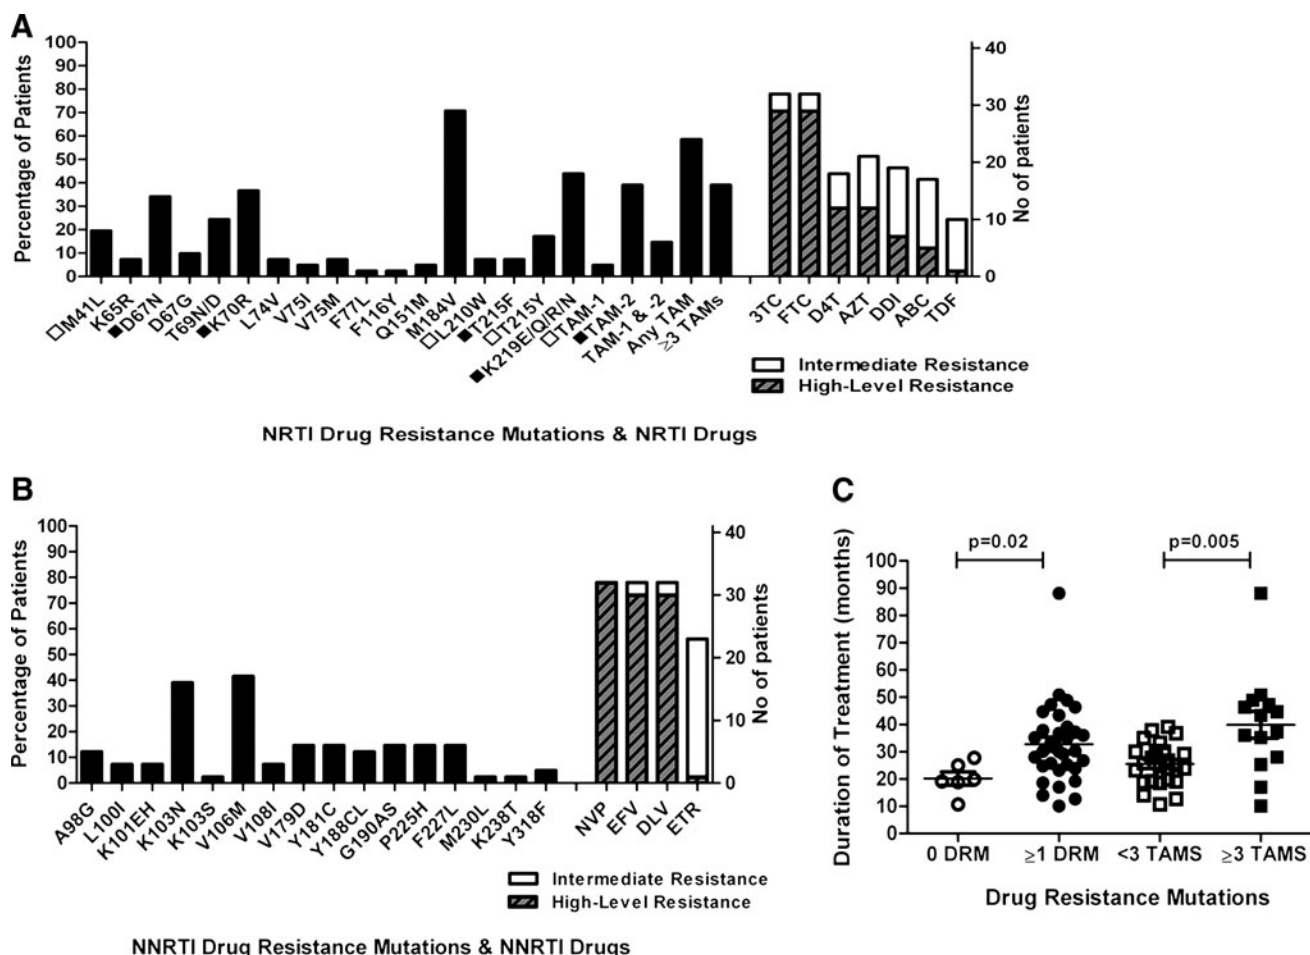 A
Percentage of Patients
100
90
80
70
60
50
40
30
20
10
0
40
30
20
10
0
No of patients
□M41L
K65R
■D67N
D67G
T69N/D
■K70R
L74V
V75I
V75M
F77L
F116Y
Q151M
M184V
□L210W
■T215F
□T215Y
■K219E/Q/R/N
□TAM-1
■TAM-2
TAM-1 & -2
Any TAM
≥3 TAMs
3TC
FTC
D4T
AZT
DDI
ABC
TDF
Intermediate Resistance
High-Level Resistance
NRTI Drug Resistance Mutations & NRTI Drugs
B
Percentage of Patients
100
90
80
70
60
50
40
30
20
10
0
40
30
20
10
0
No of patients
A98G
L100I
K101EH
K103N
K103S
V106M
V108I
V179D
Y181C
Y188CL
G190AS
P225H
F227L
M230L
K238T
Y318F
NVP
EFV
DLV
ETR
Intermediate Resistance
High-Level Resistance
NNRTI Drug Resistance Mutations & NNRTI Drugs
C
Duration of Treatment (months)
p=0.02
p=0.005
100
90
80
70
60
50
40
30
20
10
0
0 DRM
≥1 DRM
<3 TAMS
≥3 TAMS
Drug Resistance Mutations